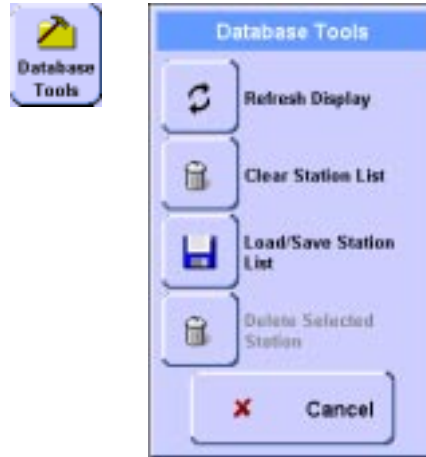 Database
Tools
Database Tools
Refresh Display
Clear Station List
Load/Save Station
List
Delete Selected
Station
Cancel